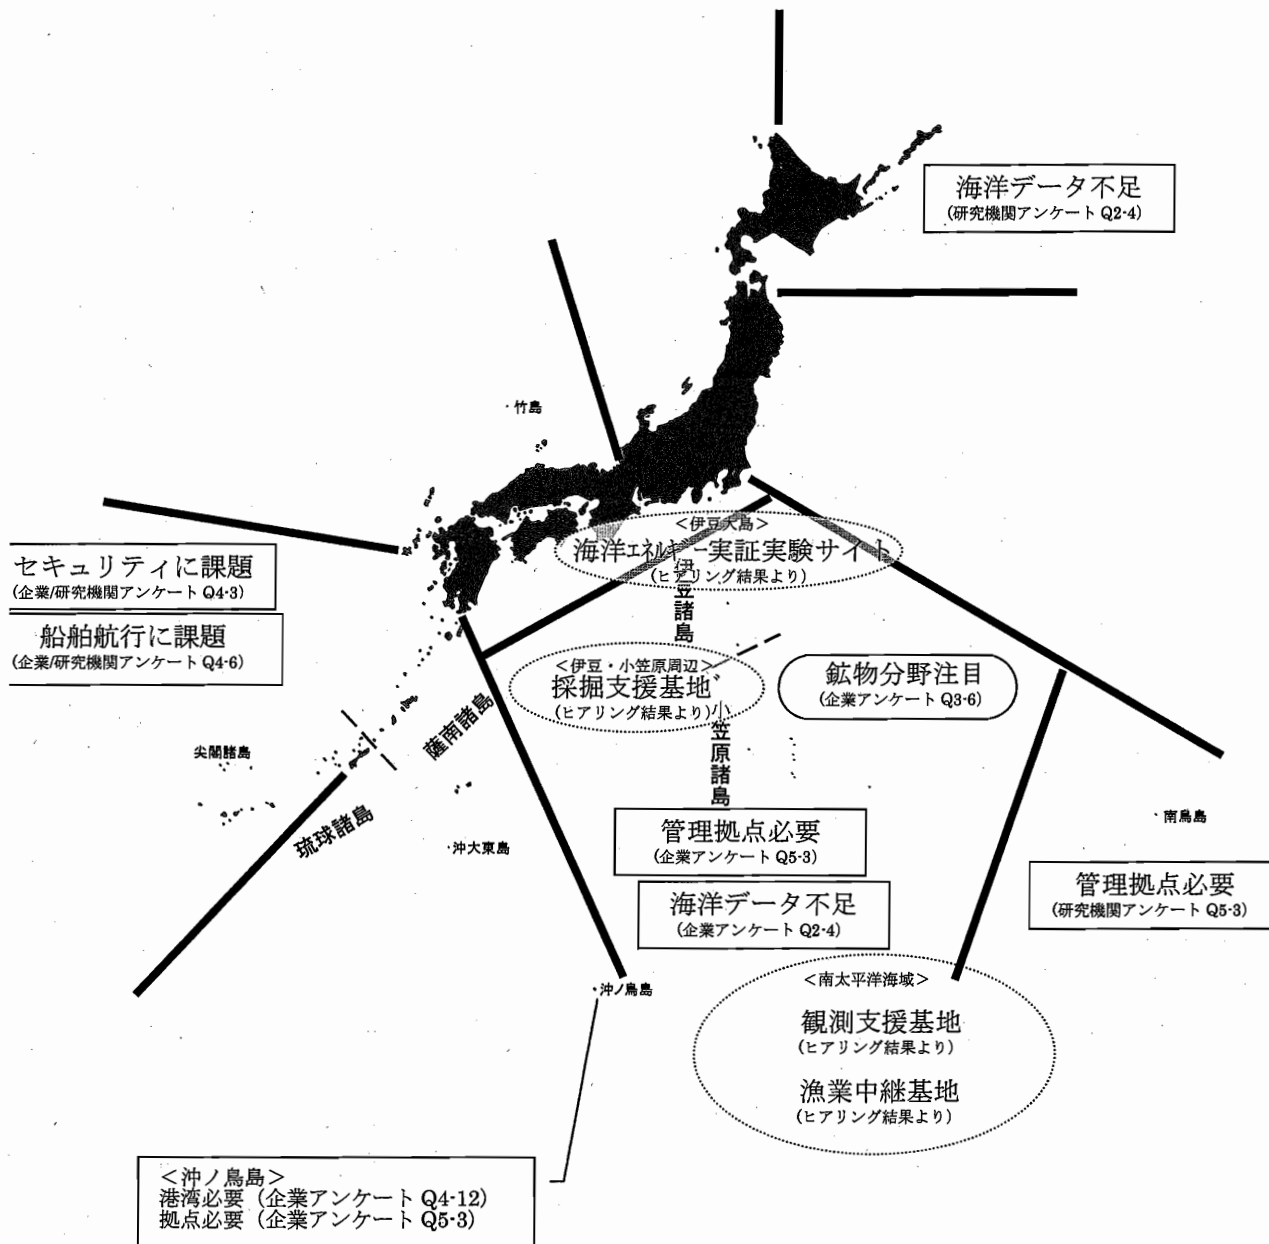 海洋データ不足
(研究機関アンケート Q2-4)
・竹島
セキュリティに課題
(企業/研究機関アンケート Q4-3)
船舶航行に課題
(企業/研究機関アンケート Q4-6)
<伊豆大島>
海洋エネルギー実証実験サイト
(ヒアリング結果より)
伊豆諸島
<伊豆・小笠原周辺>
採掘支援基地
(ヒアリング結果より)
鉱物分野注目
(企業アンケート Q3-6)
小笠原諸島
薩南諸島
尖閣諸島
琉球諸島
・沖大東島
管理拠点必要
(企業アンケート Q5-3)
・南鳥島
海洋データ不足
(企業アンケート Q2-4)
管理拠点必要
(研究機関アンケート Q5-3)
・沖ノ鳥島
<南太平洋海域>
観測支援基地
(ヒアリング結果より)
漁業中継基地
(ヒアリング結果より)
<沖ノ鳥島>
港湾必要 (企業アンケート Q4-12)
拠点必要 (企業アンケート Q5-3)